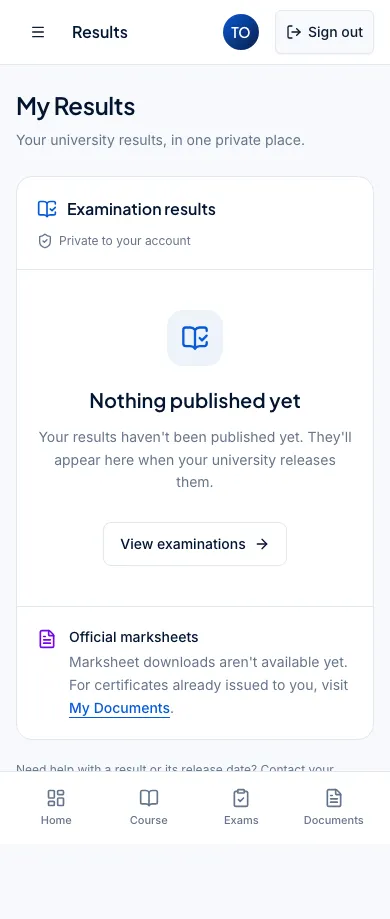 Results
TO
Sign out
My Results
Your university results, in one private place.
Examination results
Private to your account
Nothing published yet
Your results haven't been published yet. They'll
appear here when your university releases
them.
View examinations
Official marksheets
Marksheet downloads aren't available yet.
For certificates already issued to you, visit
My Documents.
Need help with a result or its release date? Contact your
Home
Course
Exams
Documents